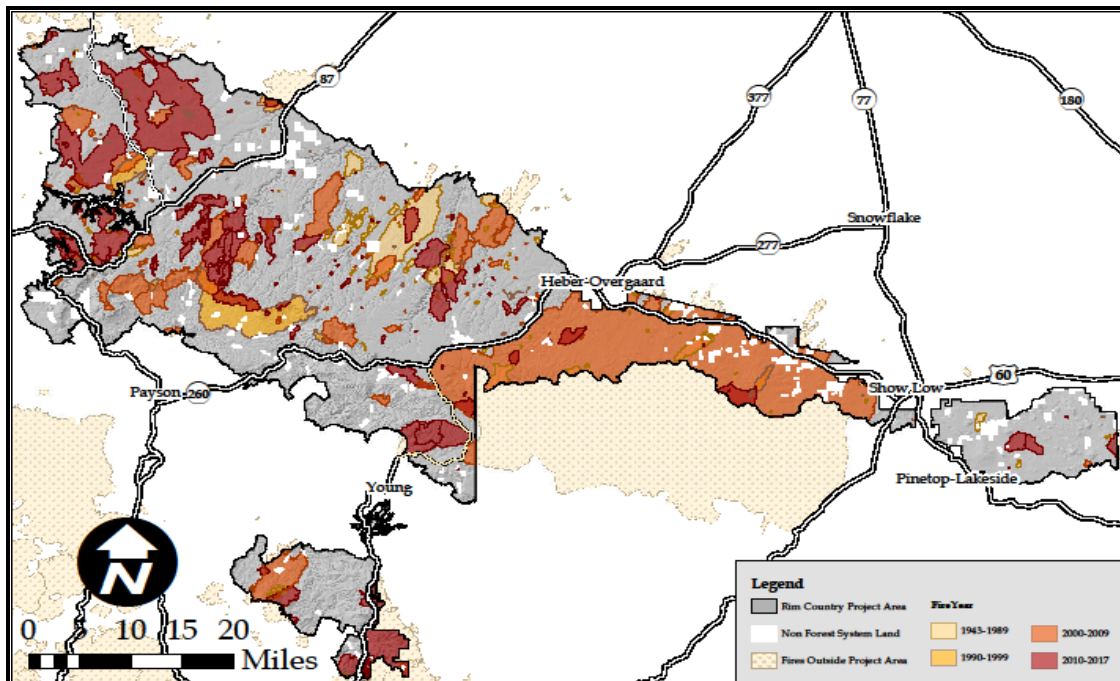 87
377
77
180
Snowflake
277
Heber-Overgaard
Payson
260
Show Low
60
Pinetop-Lakeside
Young
N
0 5 10 15 20
Miles
Legend
Rim Country Project Area
Non Forest System Land
Fires Outside Project Area
Fire Year
1943-1989
1990-1999
2000-2009
2010-2017